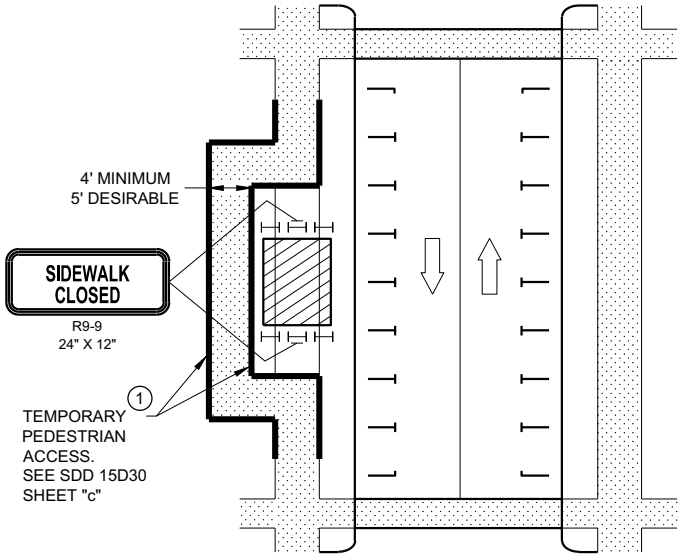 4' MINIMUM
5' DESIRABLE
SIDEWALK
CLOSED
R9-9
24" X 12"
1
TEMPORARY
PEDESTRIAN
ACCESS.
SEE SDD 15D30
SHEET "c"